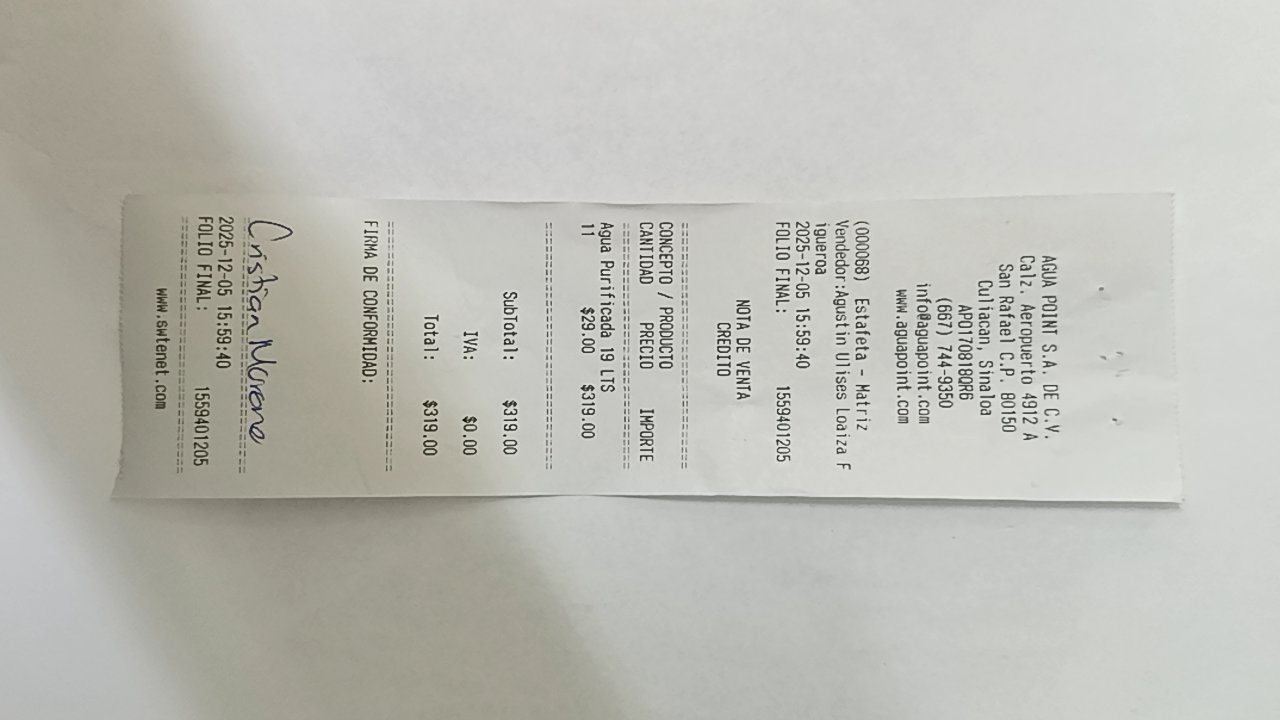 AGUA POINT S.A. DE C.V.
Calz. Aeropuerto 4912 A
San Rafael C.P. 80150
Culiacan, Sinaloa
APO170818QR6
(667) 744-9350
info@aguapoint.com
www.aguapoint.com
(000068) Estafeta - Matriz
Vendedor:Agustin Ulises Loaiza F
igueroa
2025-12-05 15:59:40
FOLIO FINAL: 1559401205
NOTA DE VENTA
CREDITO
================================
CONCEPTO / PRODUCTO
CANTIDAD PRECIO IMPORTE
================================
Agua Purificada 19 LTS
11 $29.00 $319.00
================================
SubTotal: $319.00
IVA: $0.00
Total: $319.00
================================
FIRMA DE CONFORMIDAD:
Cristian Moreno
================================
2025-12-05 15:59:40
FOLIO FINAL: 1559401205
================================
www.swtenet.com